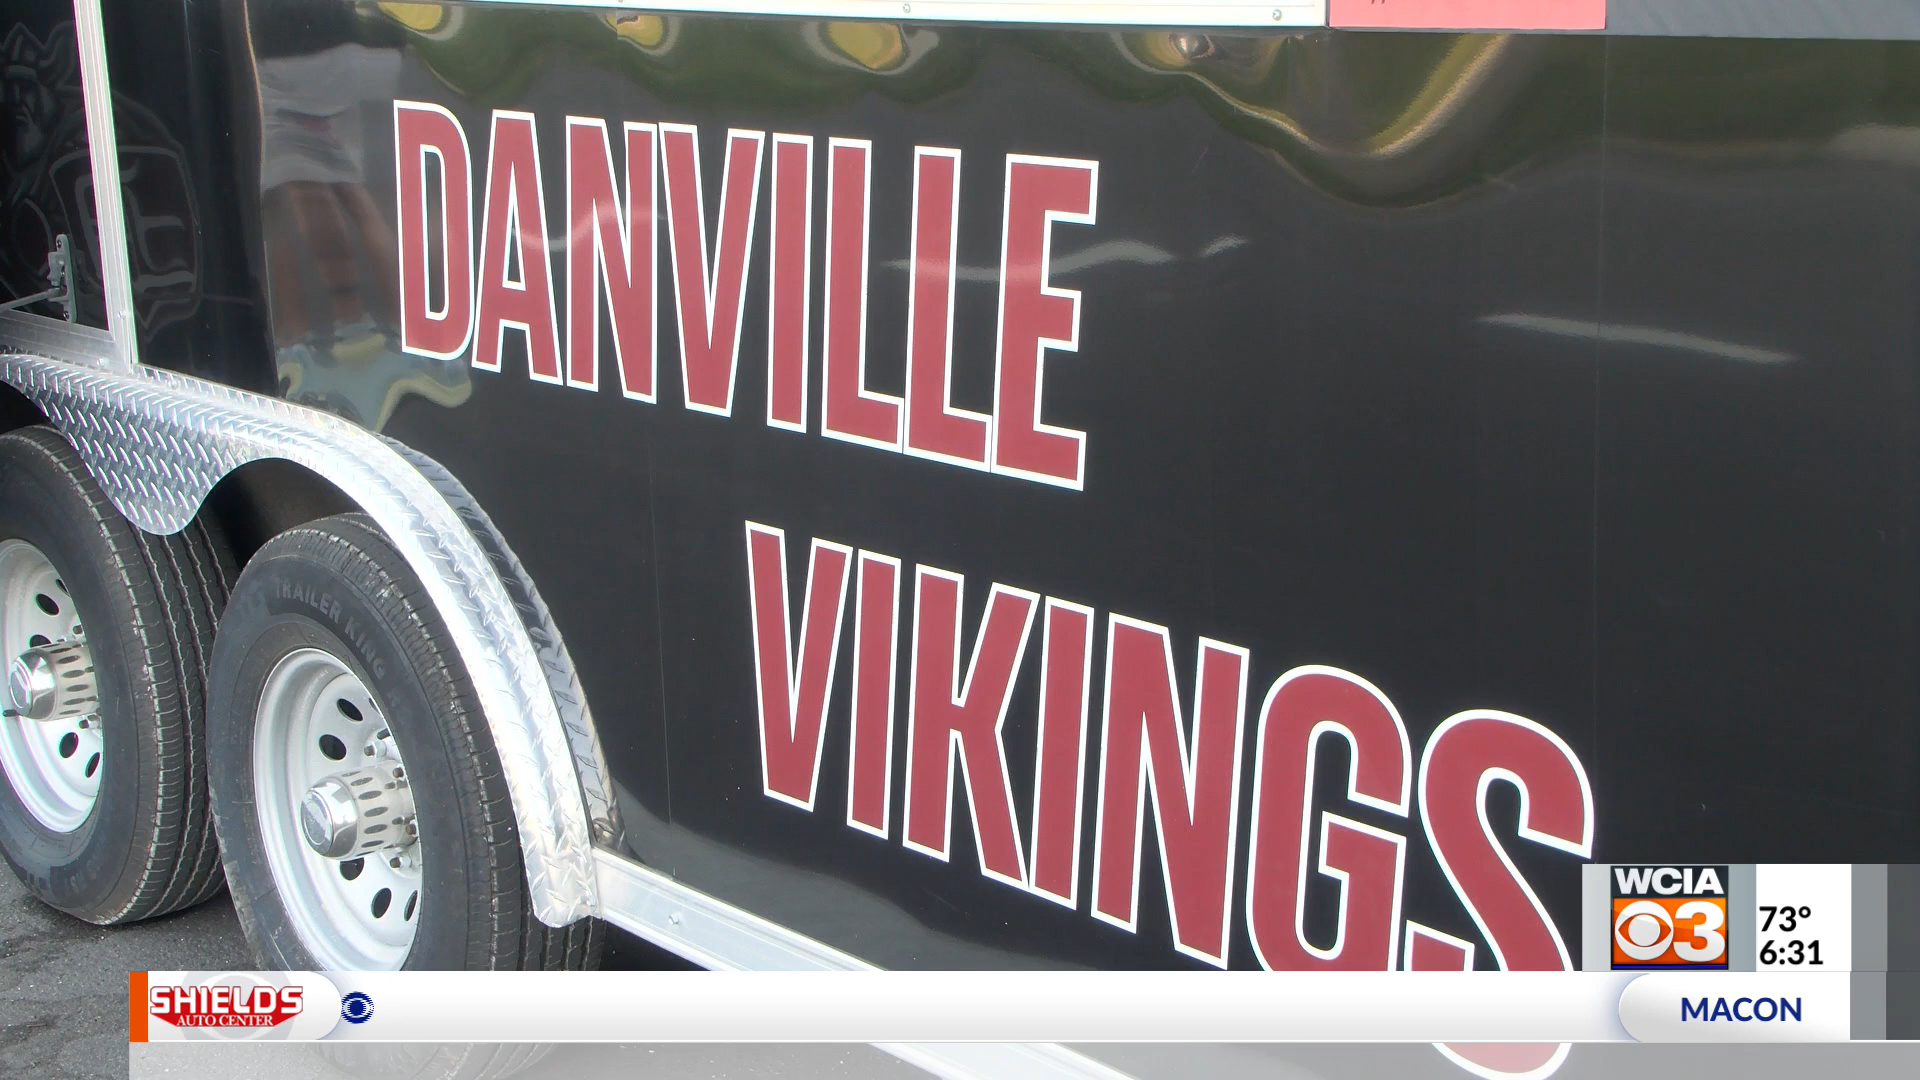 DANVILLE
VIKINGS
TRAILER KING
WCIA
3
73°
6:31
SHIELDS
AUTO CENTER
MACON